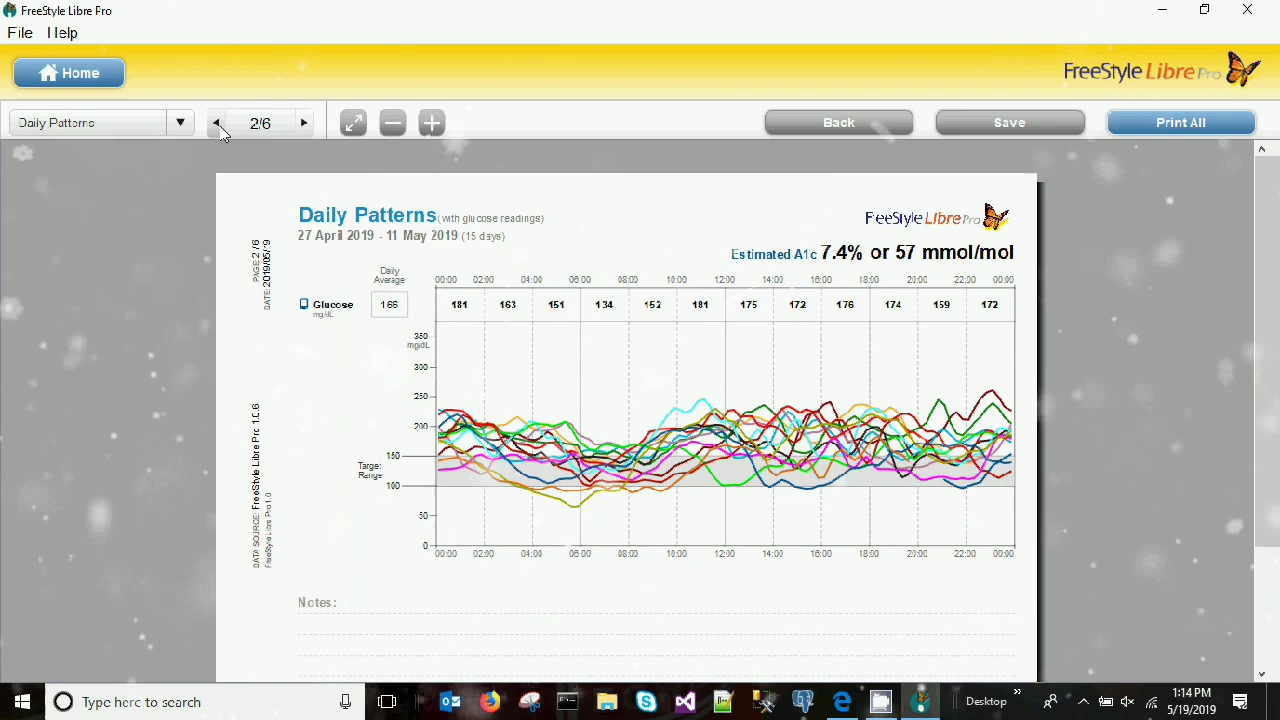 FreeStyle Libre Pro
File Help
Home
FreeStyle Libre Pro
Daily Patterns
2/6
Back
Save
Print All
Daily Patterns (with glucose readings)
FreeStyle Libre Pro
27 April 2019 - 11 May 2019 (15 days)
Estimated A1c 7.4% or 57 mmol/mol
PAGE: 2 / 6
DATE: 2019/05/19
Daily
Average
00:00 02:00 04:00 06:00 08:00 10:00 12:00 14:00 16:00 18:00 20:00 22:00 00:00
Glucose 166 181 163 151 134 152 181 175 172 176 174 159 172
mg/dL
350
mg/dL
300
250
200
150
Target
Range
100
50
0
00:00 02:00 04:00 06:00 08:00 10:00 12:00 14:00 16:00 18:00 20:00 22:00 00:00
DATA SOURCE: FreeStyle Libre Pro 1.0.6
FreeStyle Libre Pro 1.0
Notes:
Type here to search
Desktop
1:14 PM
5/19/2019